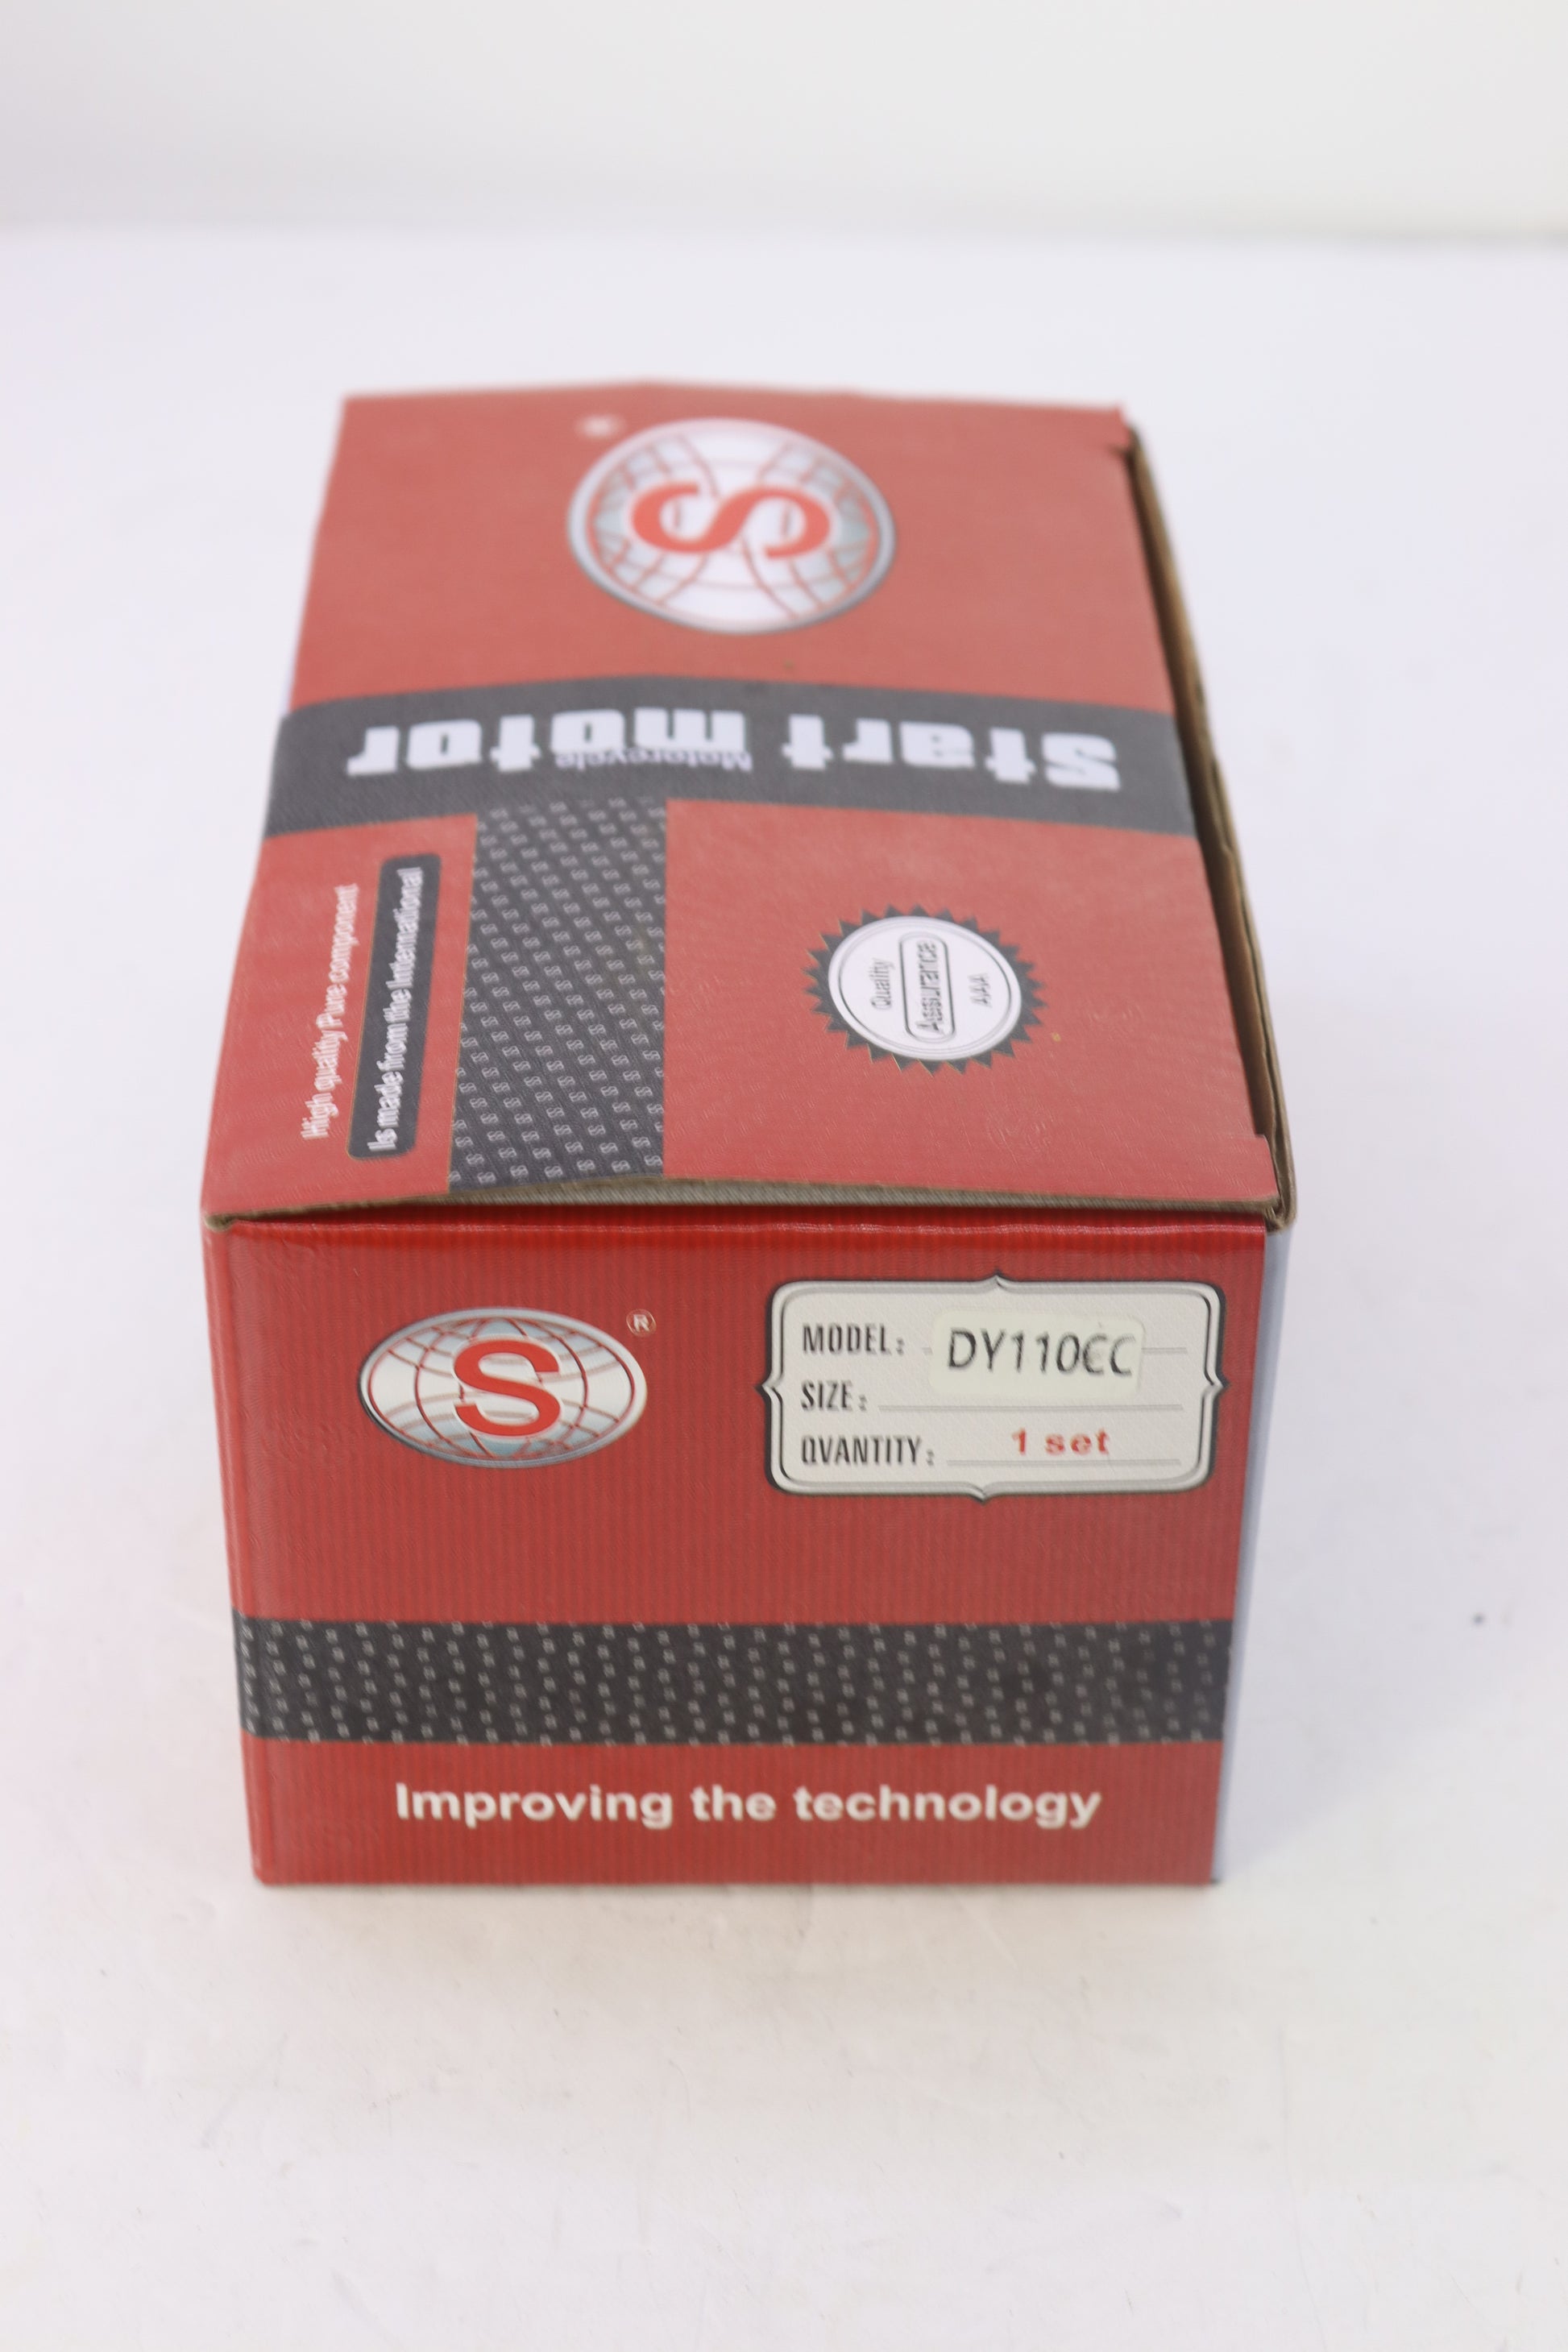 S
Start motor
Motorcycle
High quality Pure component
Is made from the International
Quality
Assurance
AAA
S®
MODEL: DY110CC
SIZE:
QVANTITY: 1 set
Improving the technology